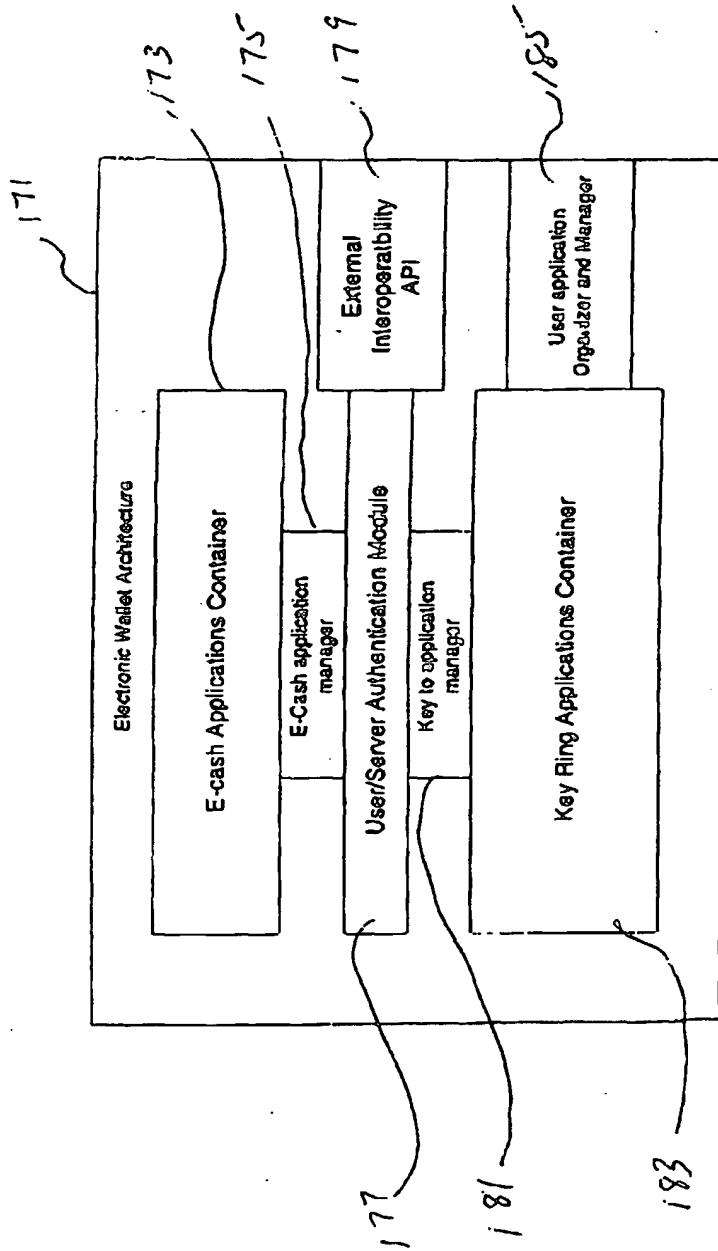 171
Electronic Wallet Architecture
173
E-cash Applications Container
175
E-Cash application
manager
179
External
Interoperatbility
API
177
User/Server Authentication Module
181
Key to application
manager
183
Key Ring Applications Container
185
User application
Organizer and Manager